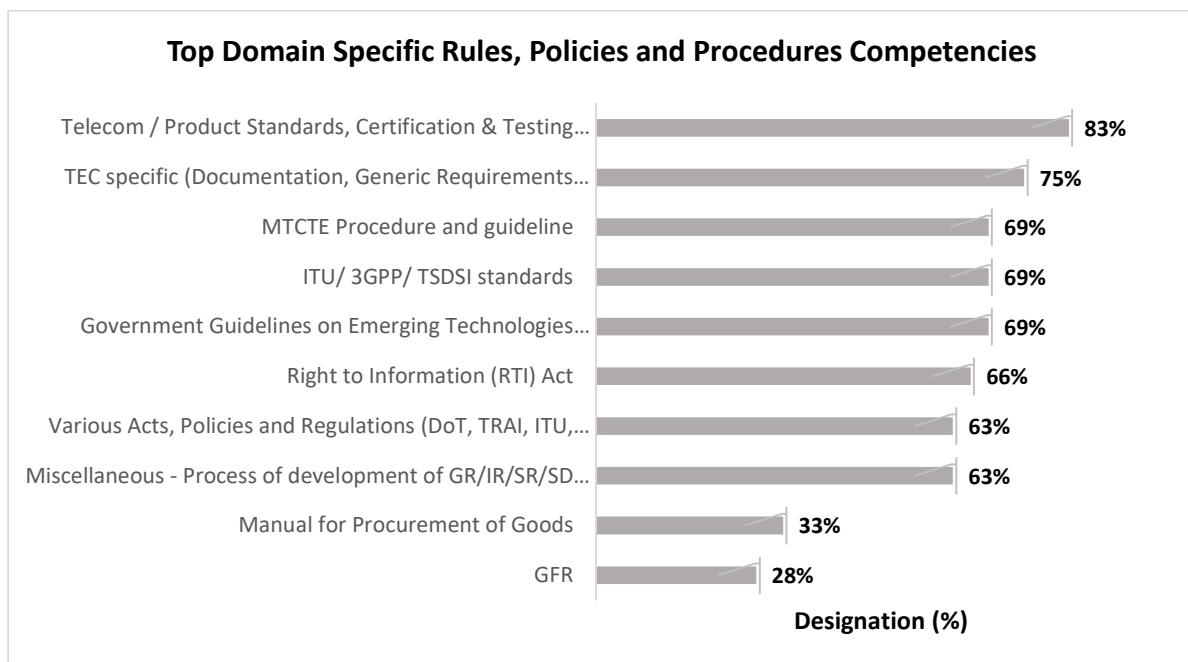 Top Domain Specific Rules, Policies and Procedures Competencies
Telecom / Product Standards, Certification & Testing... 83%
TEC specific (Documentation, Generic Requirements... 75%
MTCTE Procedure and guideline 69%
ITU/ 3GPP/ TSDSI standards 69%
Government Guidelines on Emerging Technologies... 69%
Right to Information (RTI) Act 66%
Various Acts, Policies and Regulations (DoT, TRAI, ITU,... 63%
Miscellaneous - Process of development of GR/IR/SR/SD... 63%
Manual for Procurement of Goods 33%
GFR 28%
Designation (%)